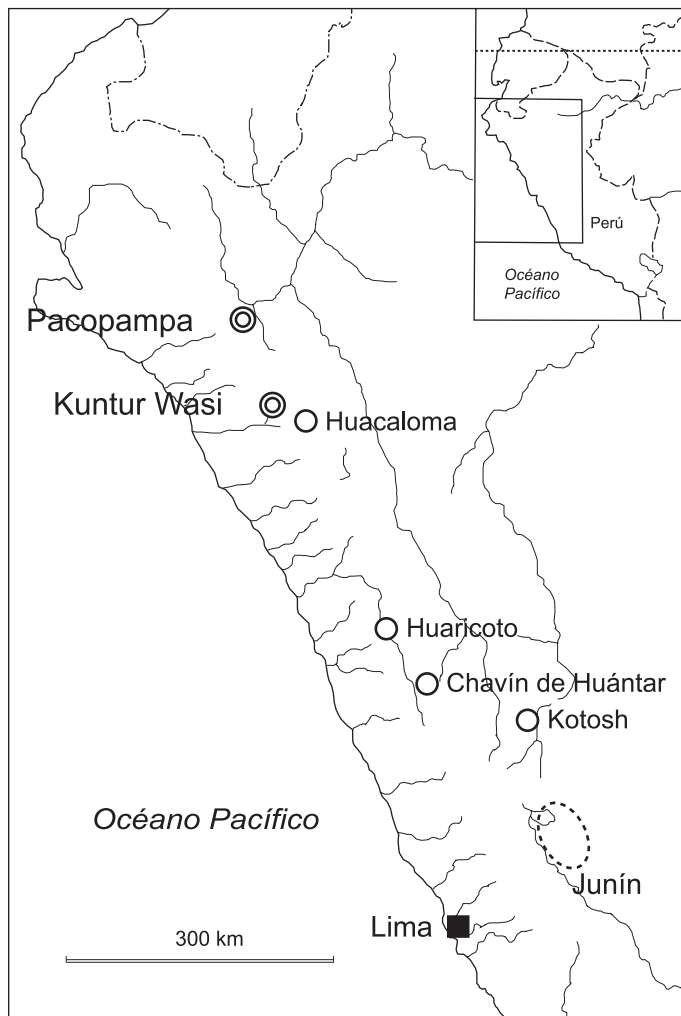 Perú
Océano
Pacífico
Pacopampa
Kuntur Wasi
Huacaloma
Huaricoto
Chavín de Huántar
Kotosh
Océano Pacífico
Junín
Lima
300 km